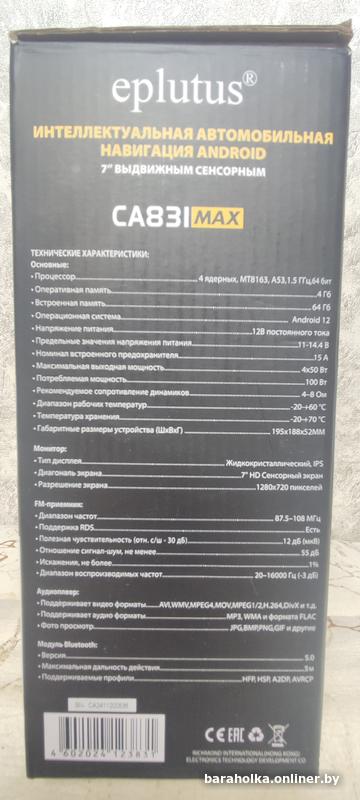 eplutus®
ИНТЕЛЛЕКТУАЛЬНАЯ АВТОМОБИЛЬНАЯ
НАВИГАЦИЯ ANDROID
7" ВЫДВИЖНЫМ СЕНСОРНЫМ
CA831 MAX
ТЕХНИЧЕСКИЕ ХАРАКТЕРИСТИКИ:
Основные:
• Процессор 4 ядерных, MT8163, A53,1.5 ГГц,64 бит
• Оперативная память 4 Гб
• Встроенная память 64 Гб
• Операционная система Android 12
• Напряжение питания 12В постоянного тока
• Предельные значения напряжения питания 11-14.4 В
• Номинал встроенного предохранителя 15 А
• Максимальная выходная мощность 4x50 Вт
• Потребляемая мощность 100 Вт
• Рекомендуемое сопротивление динамиков 4–8 Ом
• Диапазон рабочих температур -20~+60 °C
• Температура хранения -20~+70 °C
• Габаритные размеры устройства (ШхВхГ) 195x188x52MM
Монитор:
• Тип дисплея Жидкокристаллический, IPS
• Диагональ экрана 7" HD Сенсорный экран
• Разрешение экрана 1280x720 пикселей
FM-приемник:
• Диапазон частот 87.5–108 МГц
• Поддержка RDS Есть
• Полезная чувствительность (отн. с/ш - 30 дБ) 12 дБ (мкВ)
• Отношение сигнал-шум, не менее 55 дБ
• Искажения, не более 1%
• Диапазон воспроизводимых частот 20–16000 Гц (-3 дБ)
Аудиоплеер:
• Поддерживает видео форматы AVI,WMV,MPEG4,MOV,MPEG1/2,H.264,DivX и т.д.
• Поддерживает аудио форматы MP3, WMA и формата FLAC
• Фото просмотр JPG,BMP,PNG,GIF и другие
Модуль Bluetooth:
• Версия 5.0
• Максимальная дальность действия 5м
• Поддерживаемые профили HFP, HSP, A2DP, AVRCP
4 602024 123831
CE EAC
RICHMOND INTERNATIONAL(HONG KONG)
ELECTRONICS TECHNOLOGY DEVELOPMENT CO
baraholka.onliner.by